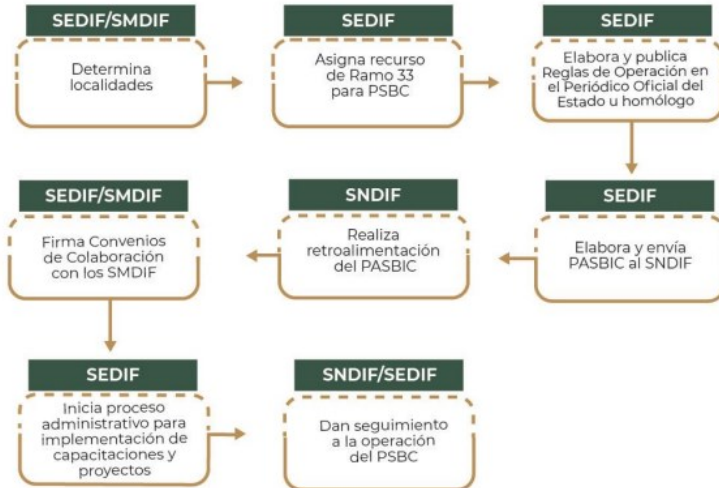 SEDIF/SMDIF
Determina
localidades
SEDIF
Asigna recurso
de Ramo 33
para PSBC
SEDIF
Elabora y publica
Reglas de Operación en
el Periódico Oficial del
Estado u homólogo
SEDIF
Elabora y envía
PASBIC al SNDIF
SNDIF
Realiza
retroalimentación
del PASBIC
SEDIF/SMDIF
Firma Convenios
de Colaboración
con los SMDIF
SEDIF
Inicia proceso
administrativo para
implementación de
capacitaciones y
proyectos
SNDIF/SEDIF
Dan seguimiento
a la operación
del PSBC